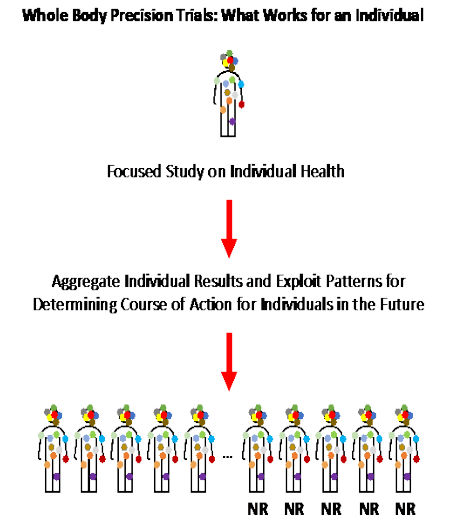 Whole Body Precision Trials: What Works for an Individual
Focused Study on Individual Health
Aggregate Individual Results and Exploit Patterns for
Determining Course of Action for Individuals in the Future
...
NR NR NR NR NR